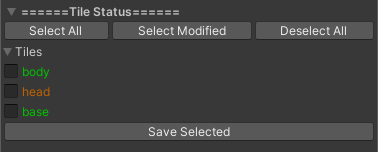 ======Tile Status======
Select All Select Modified Deselect All
Tiles
body
head
base
Save Selected